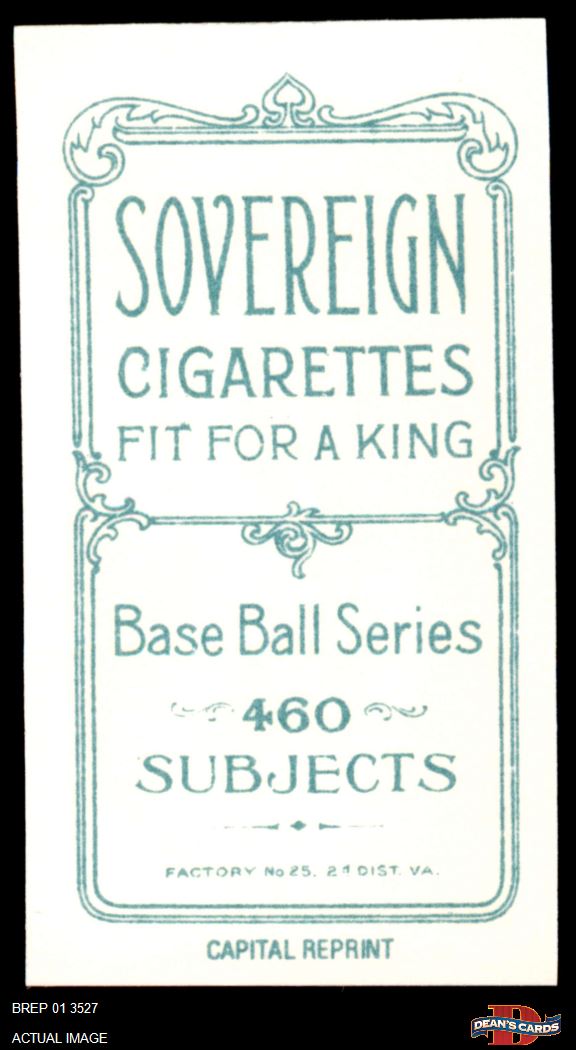 SOVEREIGN
CIGARETTES
FIT FOR A KING
Base Ball Series
460
SUBJECTS
FACTORY No 25. 2d DIST. VA.
CAPITAL REPRINT
BREP 01 3527
ACTUAL IMAGE
D
DEAN'S CARDS